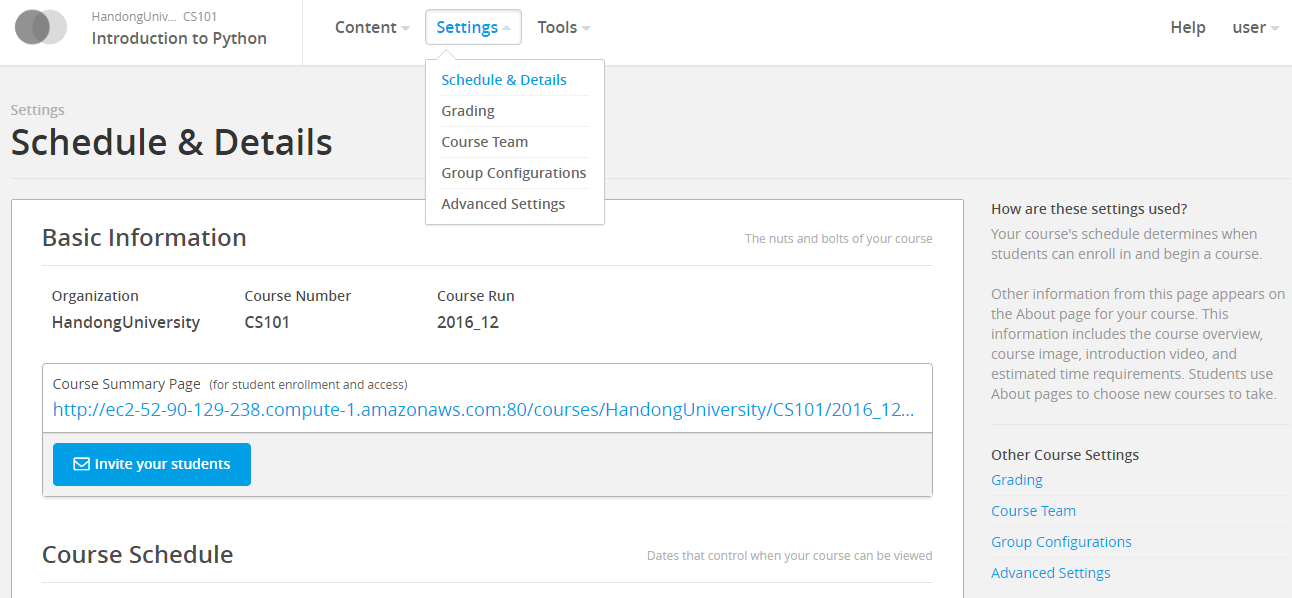 HandongUniv... CS101
Introduction to Python
Content
Settings
Tools
Help
user
Schedule & Details
Grading
Course Team
Group Configurations
Advanced Settings
Settings
Schedule & Details
Basic Information
The nuts and bolts of your course
Organization
HandongUniversity
Course Number
CS101
Course Run
2016_12
Course Summary Page (for student enrollment and access)
http://ec2-52-90-129-238.compute-1.amazonaws.com:80/courses/HandongUniversity/CS101/2016_12...
Invite your students
Course Schedule
Dates that control when your course can be viewed
How are these settings used?
Your course's schedule determines when
students can enroll in and begin a course.
Other information from this page appears on
the About page for your course. This
information includes the course overview,
course image, introduction video, and
estimated time requirements. Students use
About pages to choose new courses to take.
Other Course Settings
Grading
Course Team
Group Configurations
Advanced Settings